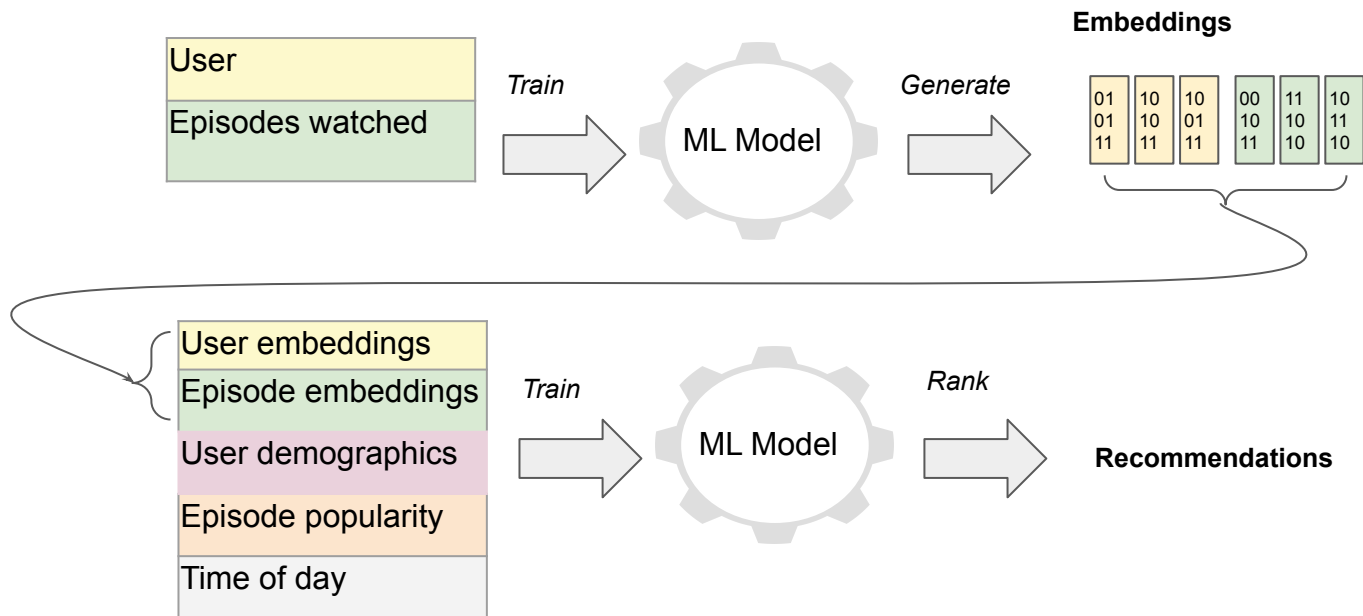 Embeddings
User
Episodes watched
Train
ML Model
Generate
01 10 10 00 11 10
01 10 01 10 10 11
11 11 11 11 10 10
User embeddings
Episode embeddings
User demographics
Episode popularity
Time of day
Train
ML Model
Rank
Recommendations